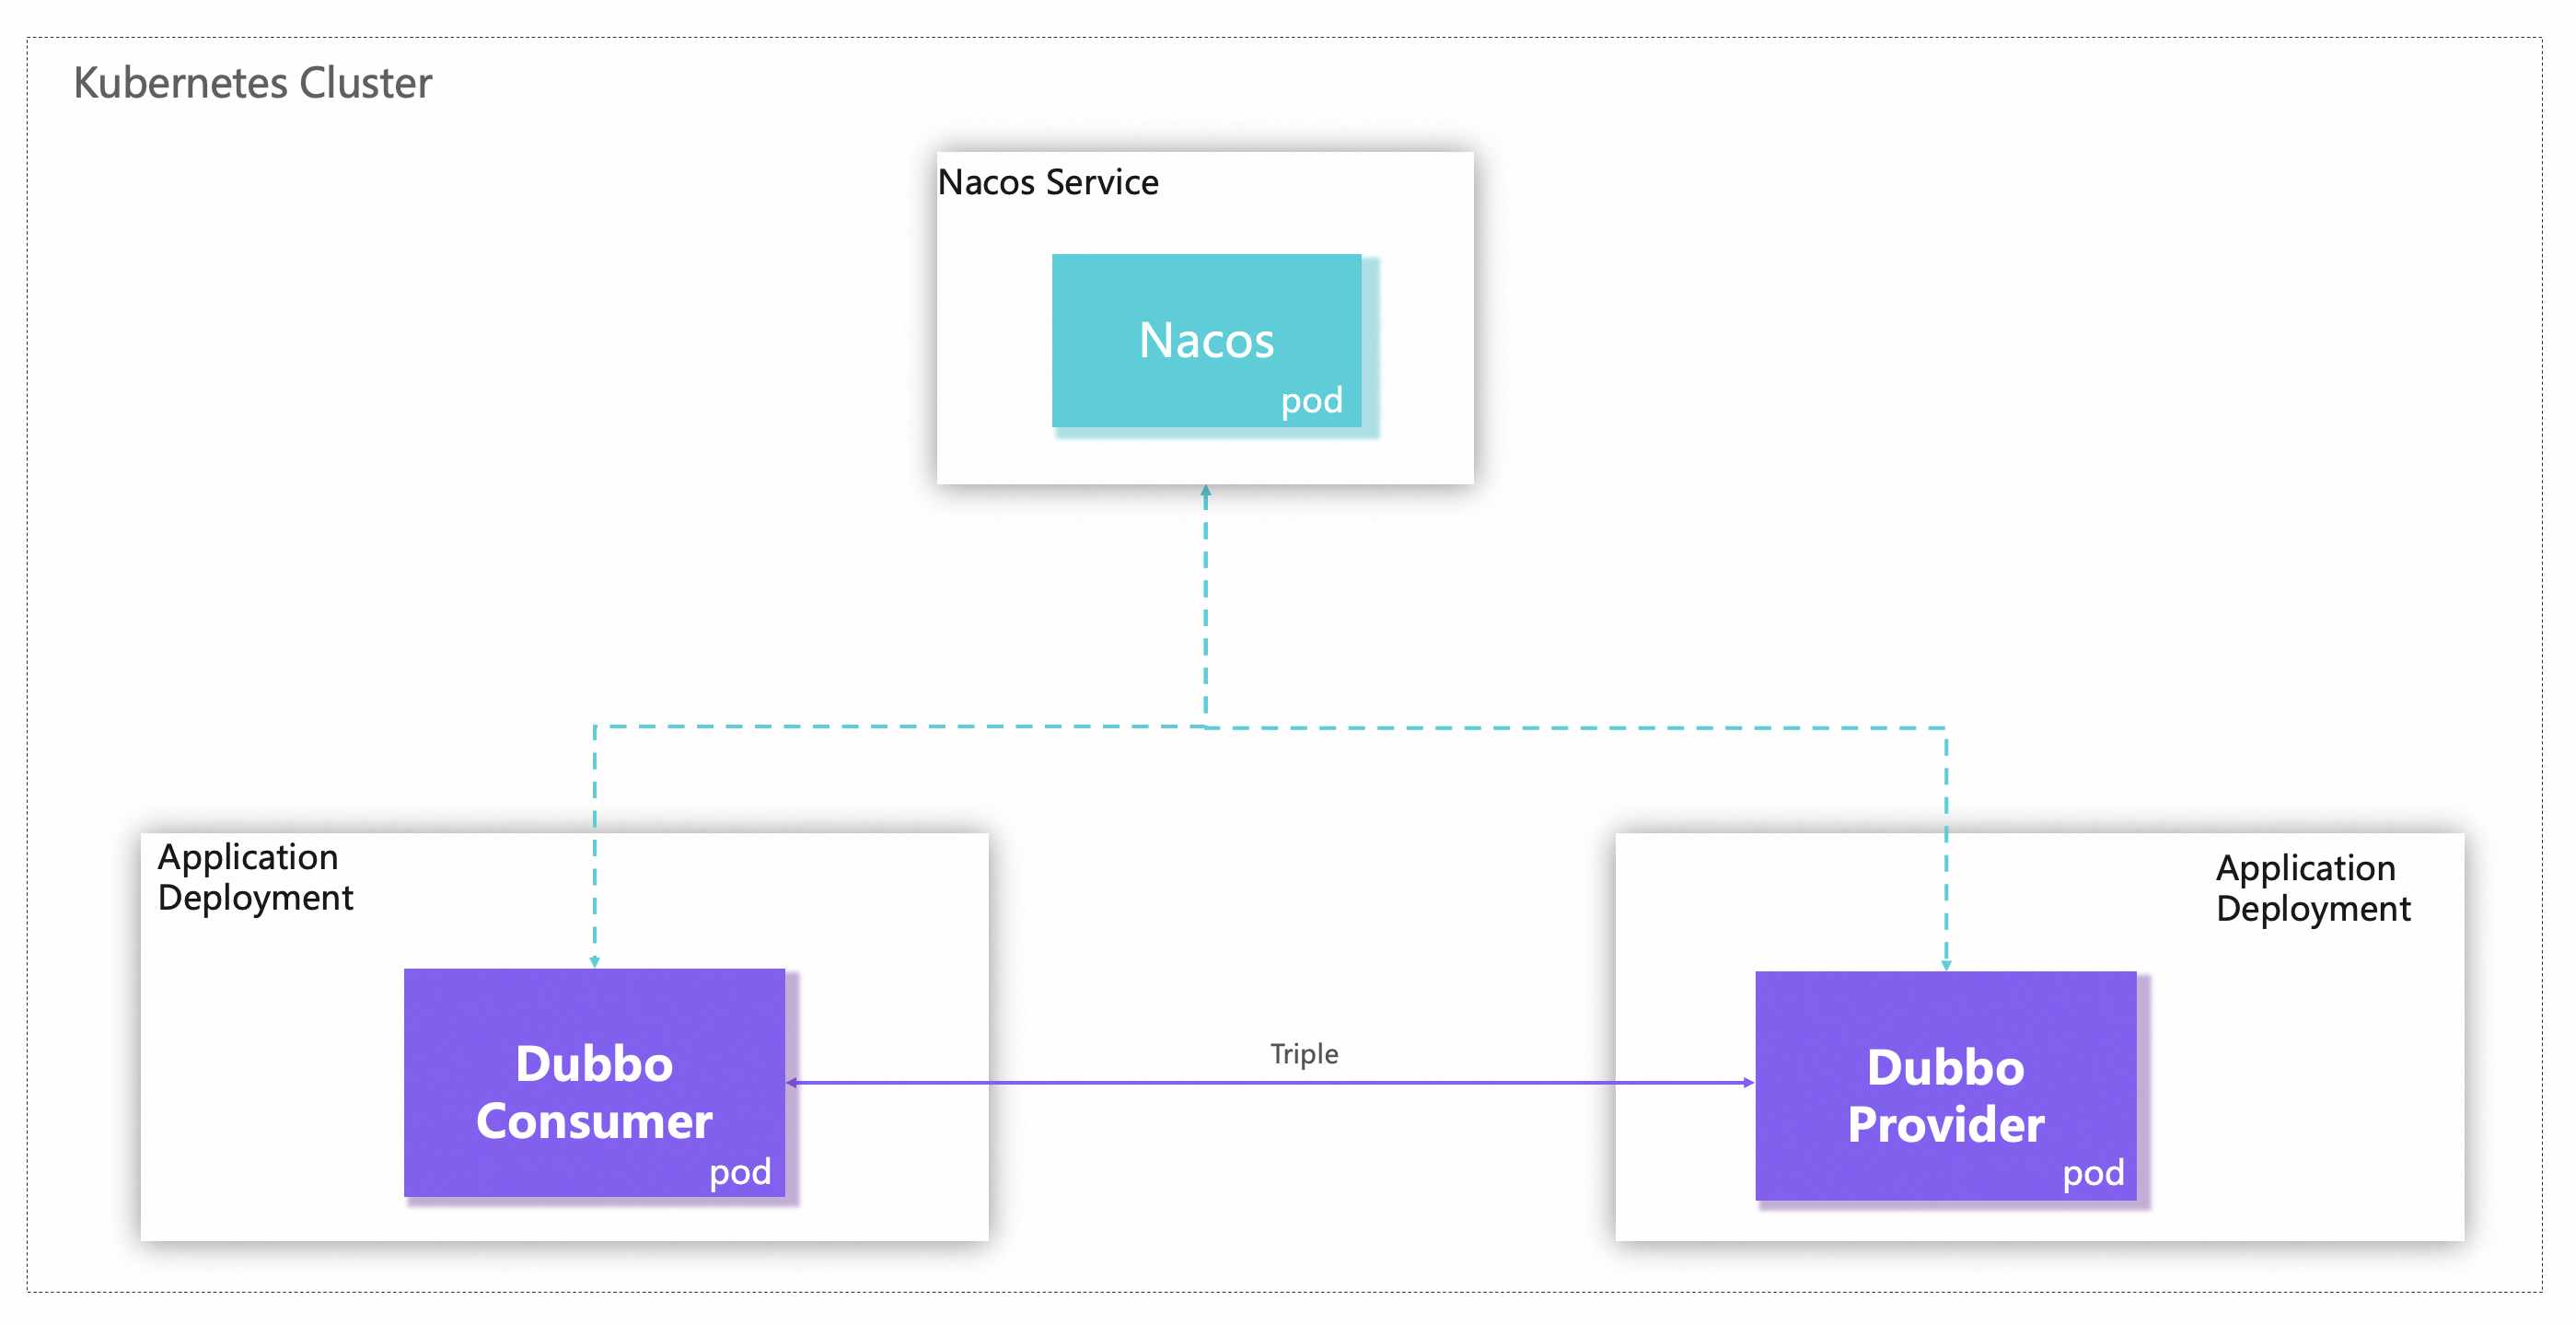 Kubernetes Cluster
Nacos Service
Nacos
pod
Application
Deployment
Dubbo
Consumer
pod
Triple
Application
Deployment
Dubbo
Provider
pod